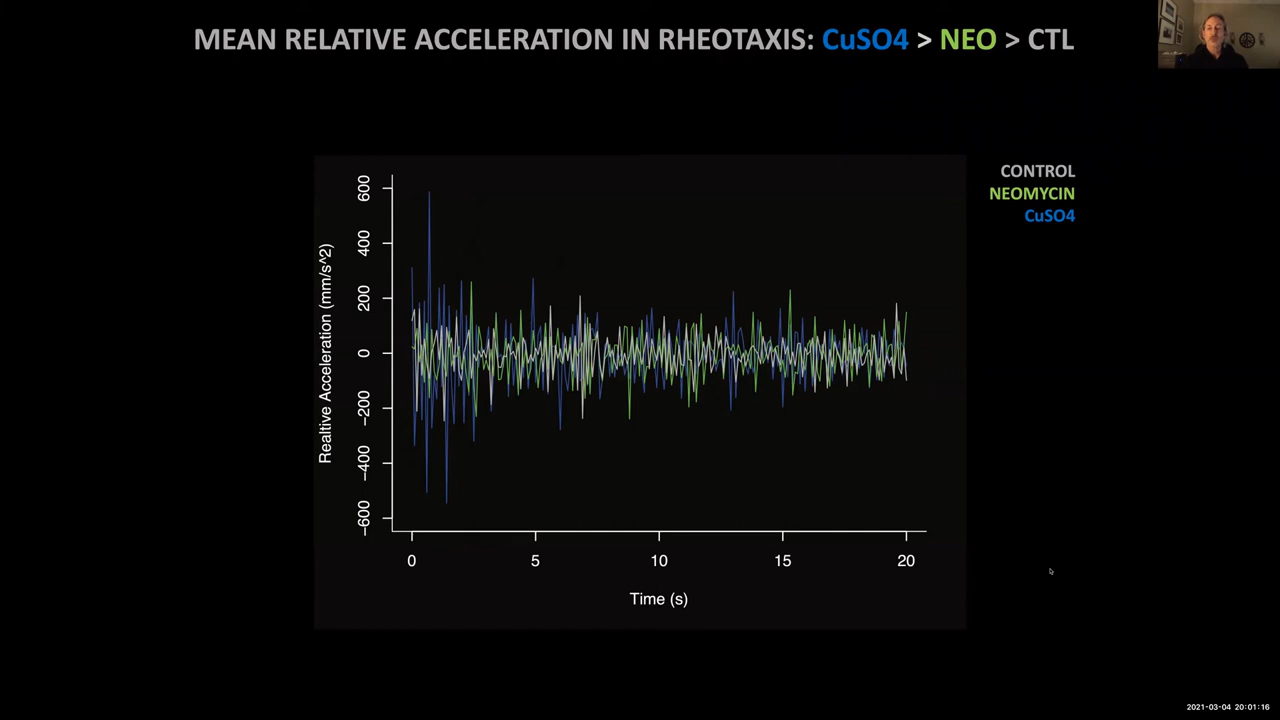 MEAN RELATIVE ACCELERATION IN RHEOTAXIS: CuSO4 > NEO > CTL
CONTROL
NEOMYCIN
CuSO4
Realtive Acceleration (mm/s^2)
600
400
200
0
−200
−400
−600
0 5 10 15 20
Time (s)
2021-03-04 20:01:16